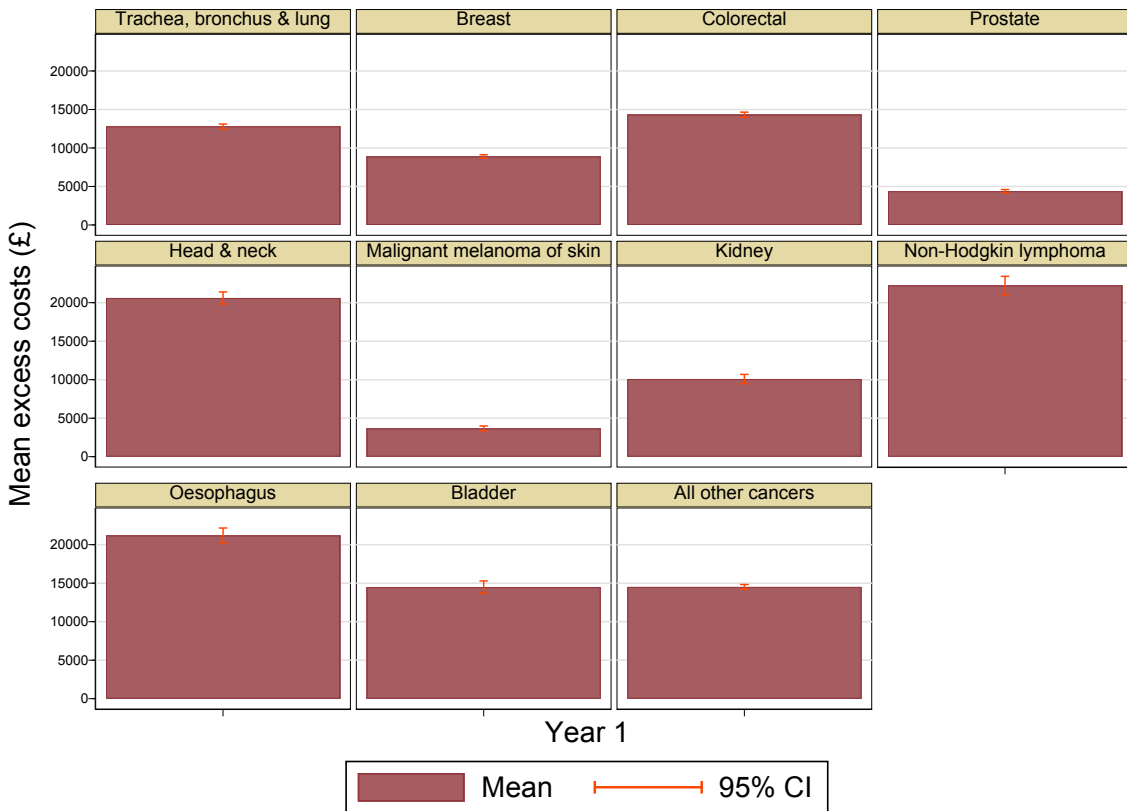 Trachea, bronchus & lung Breast Colorectal Prostate
20000
15000
10000
5000
0
Head & neck Malignant melanoma of skin Kidney Non-Hodgkin lymphoma
20000
15000
10000
5000
0
Oesophagus Bladder All other cancers
20000
15000
10000
5000
0
Mean excess costs (£)
Year 1
Mean 95% CI